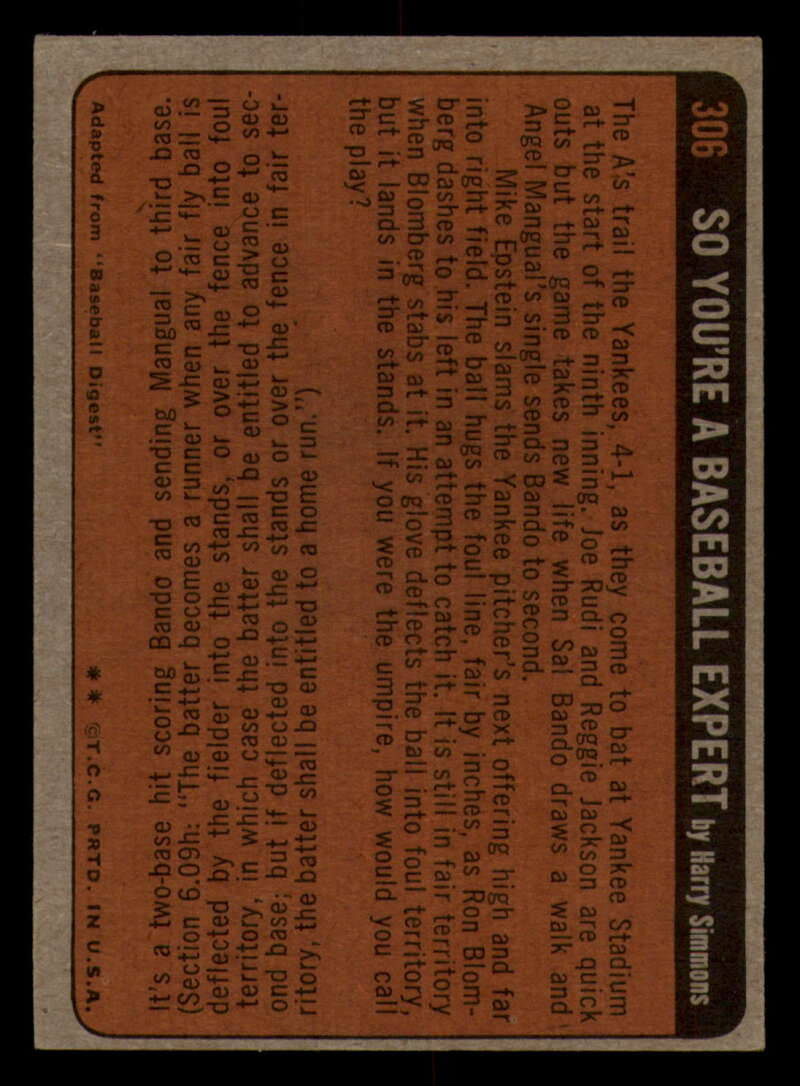 306 SO YOU'RE A BASEBALL EXPERT by Harry Simmons
The A's trail the Yankees, 4-1, as they come to bat at Yankee Stadium
at the start of the ninth inning. Joe Rudi and Reggie Jackson are quick
outs but the game takes new life when Sal Bando draws a walk and
Angel Mangual's single sends Bando to second.
Mike Epstein slams the Yankee pitcher's next offering high and far
into right field. The ball hugs the foul line, fair by inches, as Ron Blom-
berg dashes to his left in an attempt to catch it. It is still in fair territory
when Blomberg stabs at it. His glove deflects the ball into foul territory,
but it lands in the stands. If you were the umpire, how would you call
the play?
It's a two-base hit scoring Bando and sending Mangual to third base.
(Section 6.09h: "The batter becomes a runner when any fair fly ball is
deflected by the fielder into the stands, or over the fence into foul
territory, in which case the batter shall be entitled to advance to sec-
ond base; but if deflected into the stands or over the fence in fair ter-
ritory, the batter shall be entitled to a home run.")
Adapted from "Baseball Digest" ** ©T.C.G. PRTD. IN U.S.A.